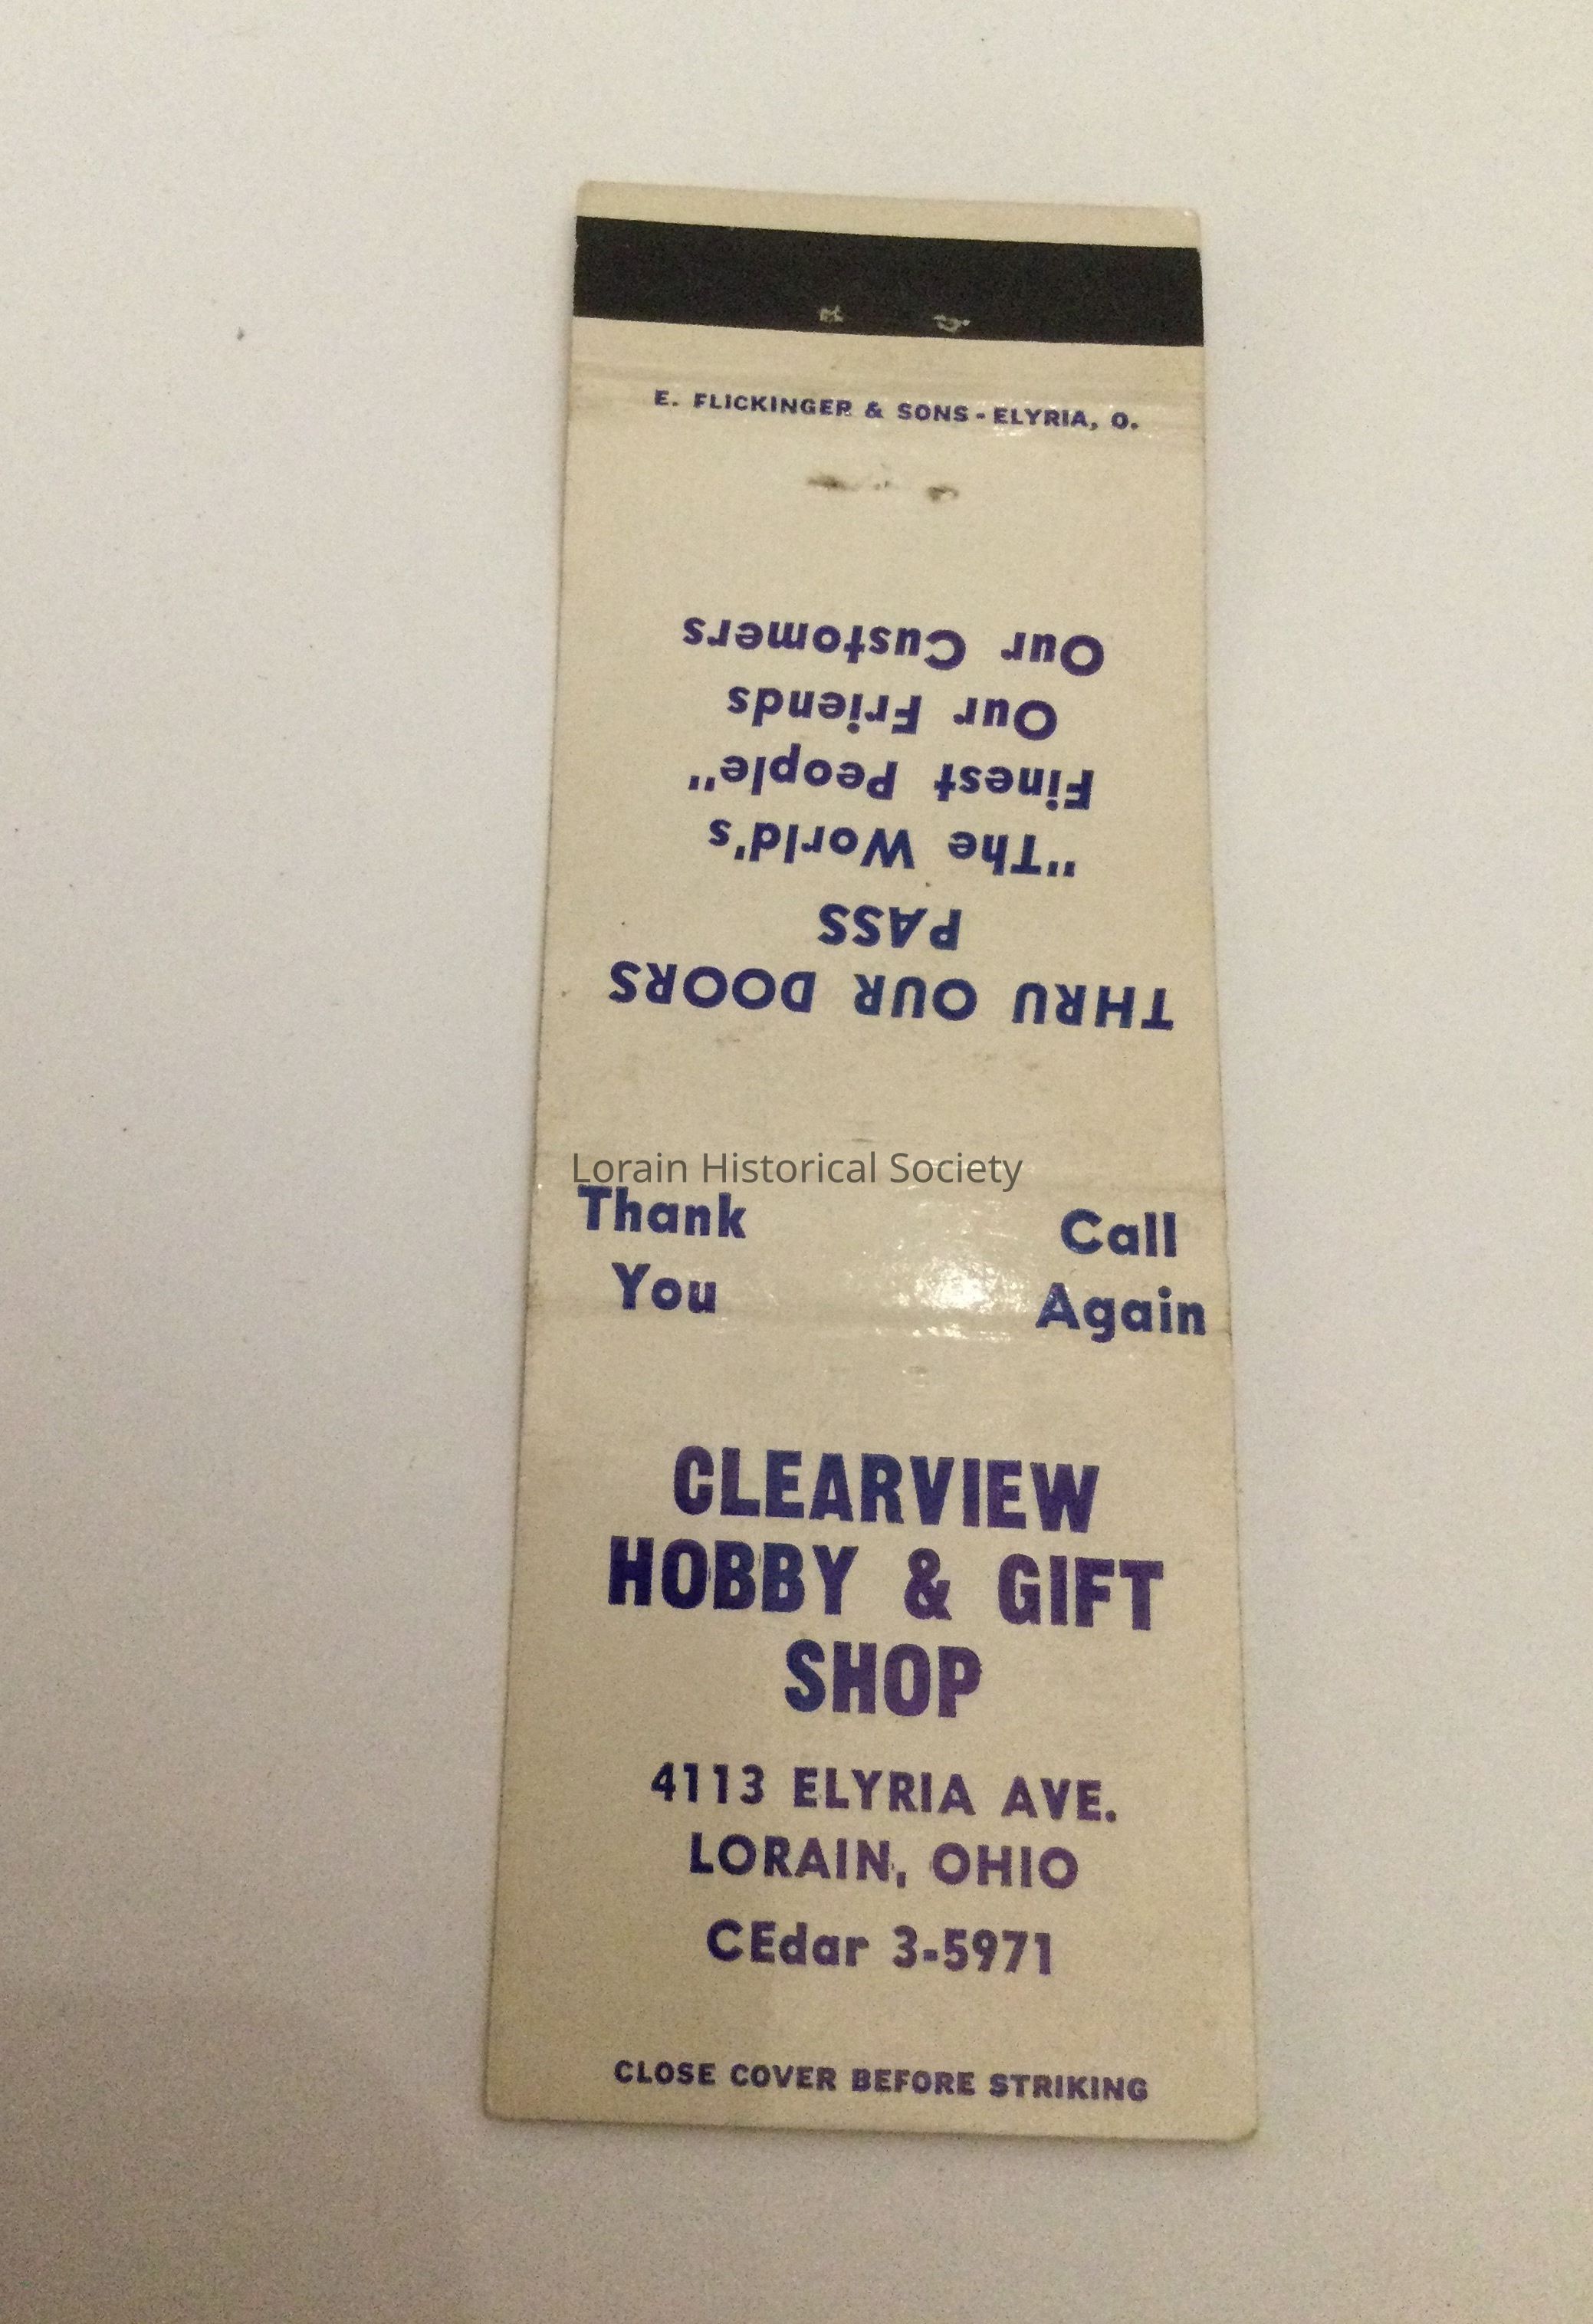 E. FLICKINGER & SONS - ELYRIA, O.
THRU OUR DOORS
PASS
"The World's
Finest People"
Our Friends
Our Customers
Lorain Historical Society
Thank
You
Call
Again
CLEARVIEW
HOBBY & GIFT
SHOP
4113 ELYRIA AVE.
LORAIN, OHIO
CEdar 3-5971
CLOSE COVER BEFORE STRIKING